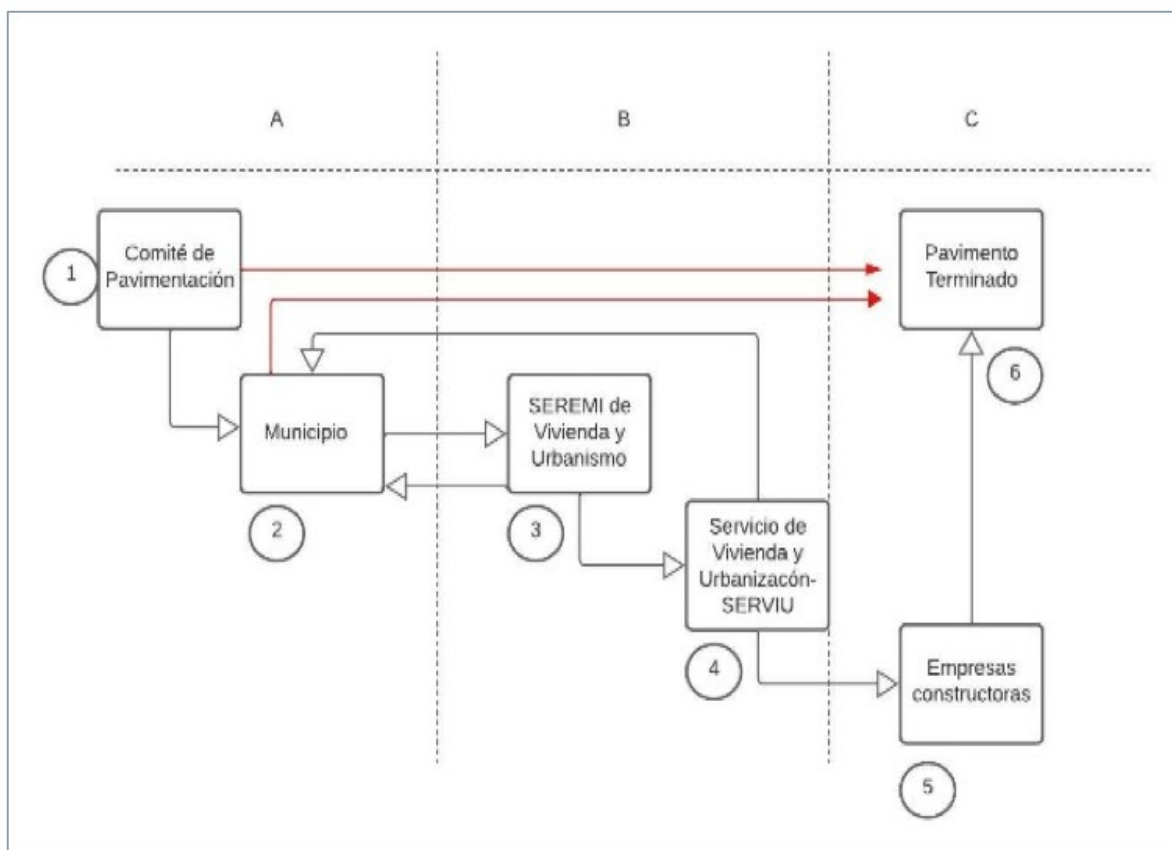 A
B
C
Comité de
Pavimentación
1
Pavimento
Terminado
6
Municipio
2
SEREMI de
Vivienda y
Urbanismo
3
Servicio de
Vivienda y
Urbanizacón-
SERVIU
4
Empresas
constructoras
5